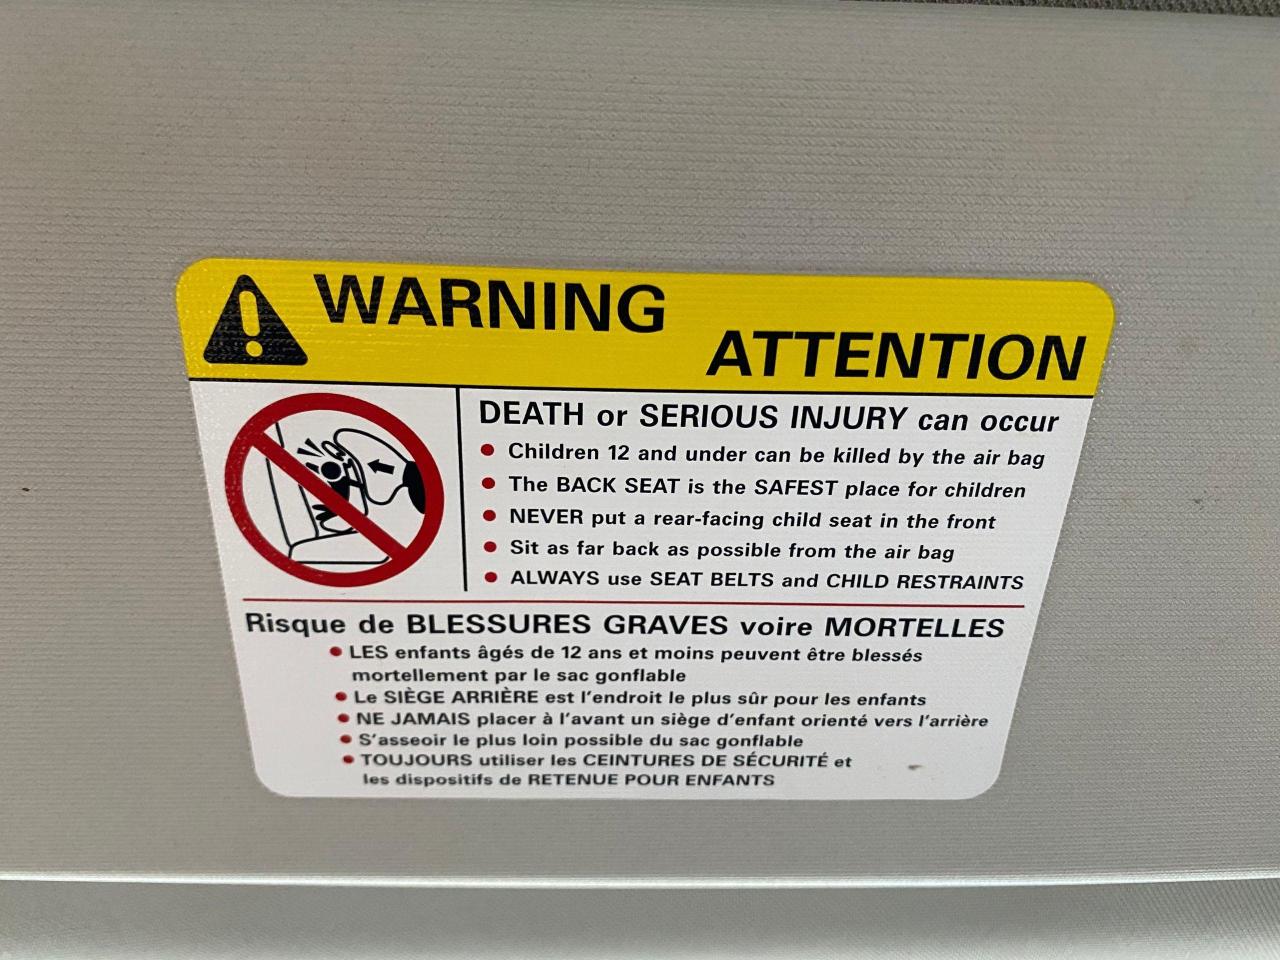 WARNING
ATTENTION
DEATH or SERIOUS INJURY can occur
• Children 12 and under can be killed by the air bag
• The BACK SEAT is the SAFEST place for children
• NEVER put a rear-facing child seat in the front
• Sit as far back as possible from the air bag
• ALWAYS use SEAT BELTS and CHILD RESTRAINTS
Risque de BLESSURES GRAVES voire MORTELLES
• LES enfants âgés de 12 ans et moins peuvent être blessés
mortellement par le sac gonflable
• Le SIÈGE ARRIÈRE est l'endroit le plus sûr pour les enfants
• NE JAMAIS placer à l'avant un siège d'enfant orienté vers l'arrière
• S'asseoir le plus loin possible du sac gonflable
• TOUJOURS utiliser les CEINTURES DE SÉCURITÉ et
les dispositifs de RETENUE POUR ENFANTS